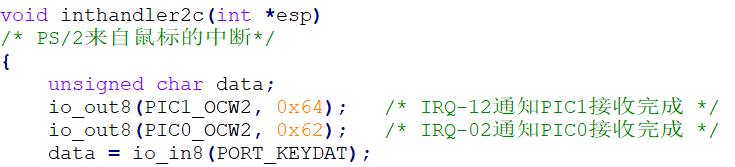 void inthandler2c(int *esp)
/* PS/2来自鼠标的中断*/
{
    unsigned char data;
    io_out8(PIC1_OCW2, 0x64);   /* IRQ-12通知PIC1接收完成 */
    io_out8(PIC0_OCW2, 0x62);   /* IRQ-02通知PIC0接收完成 */
    data = io_in8(PORT_KEYDAT);